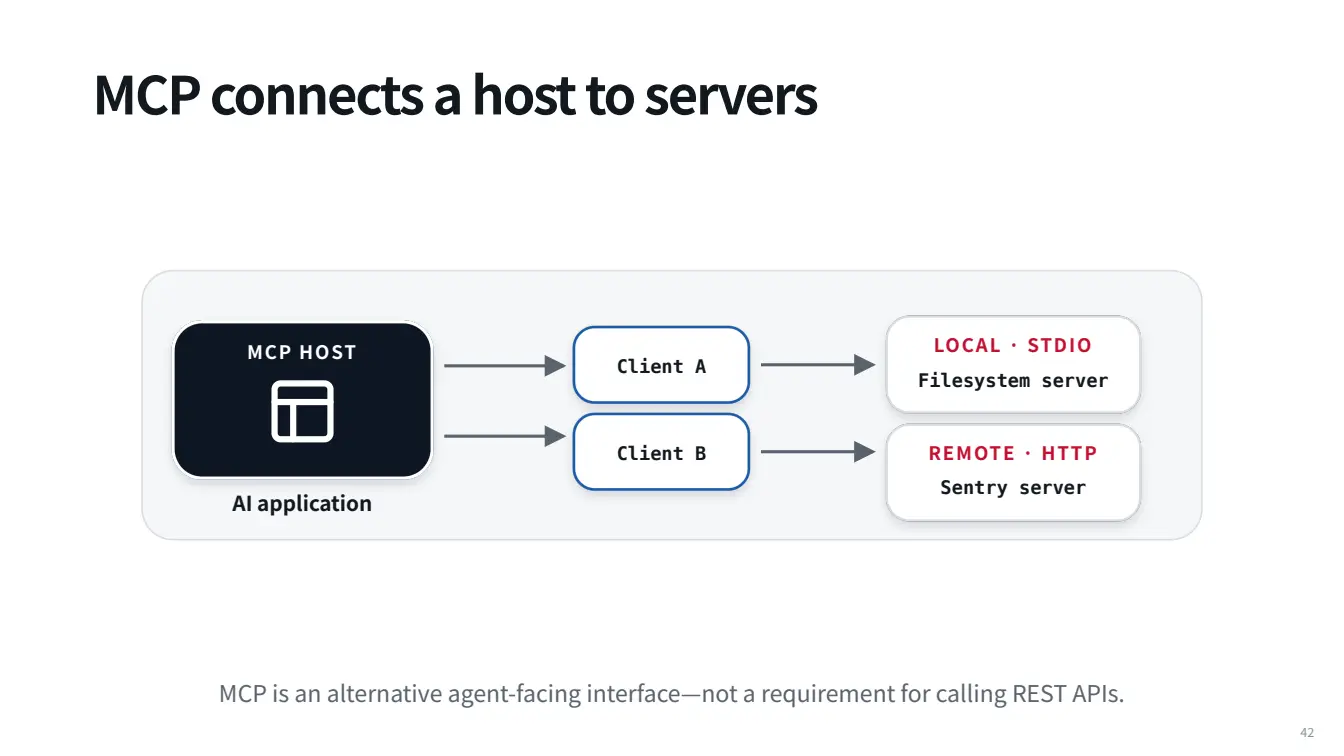 MCP connects a host to servers
MCP HOST
AI application
Client A
Client B
LOCAL · STDIO
Filesystem server
REMOTE · HTTP
Sentry server
MCP is an alternative agent-facing interface—not a requirement for calling REST APIs.
42